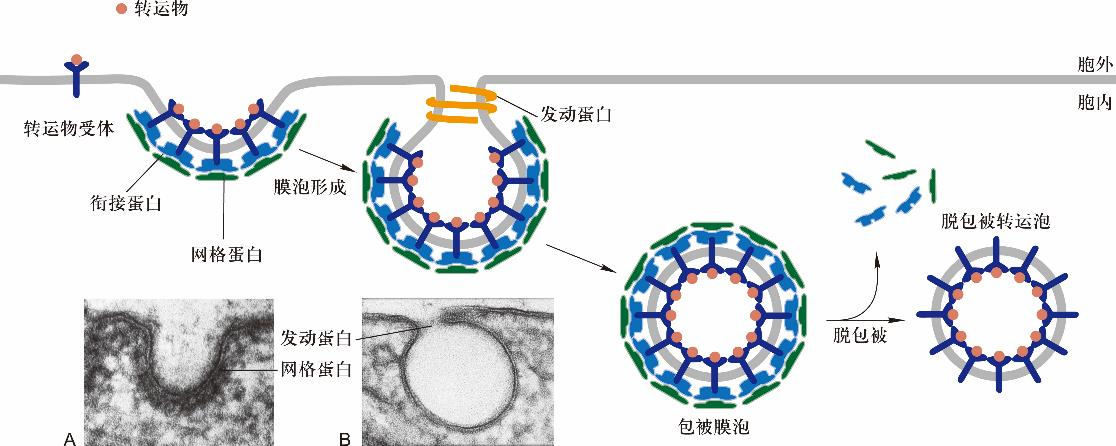 转运物
胞外
胞内
转运物受体
发动蛋白
膜泡形成
衔接蛋白
网格蛋白
脱包被转运泡
发动蛋白
网格蛋白
脱包被
包被膜泡
A
B